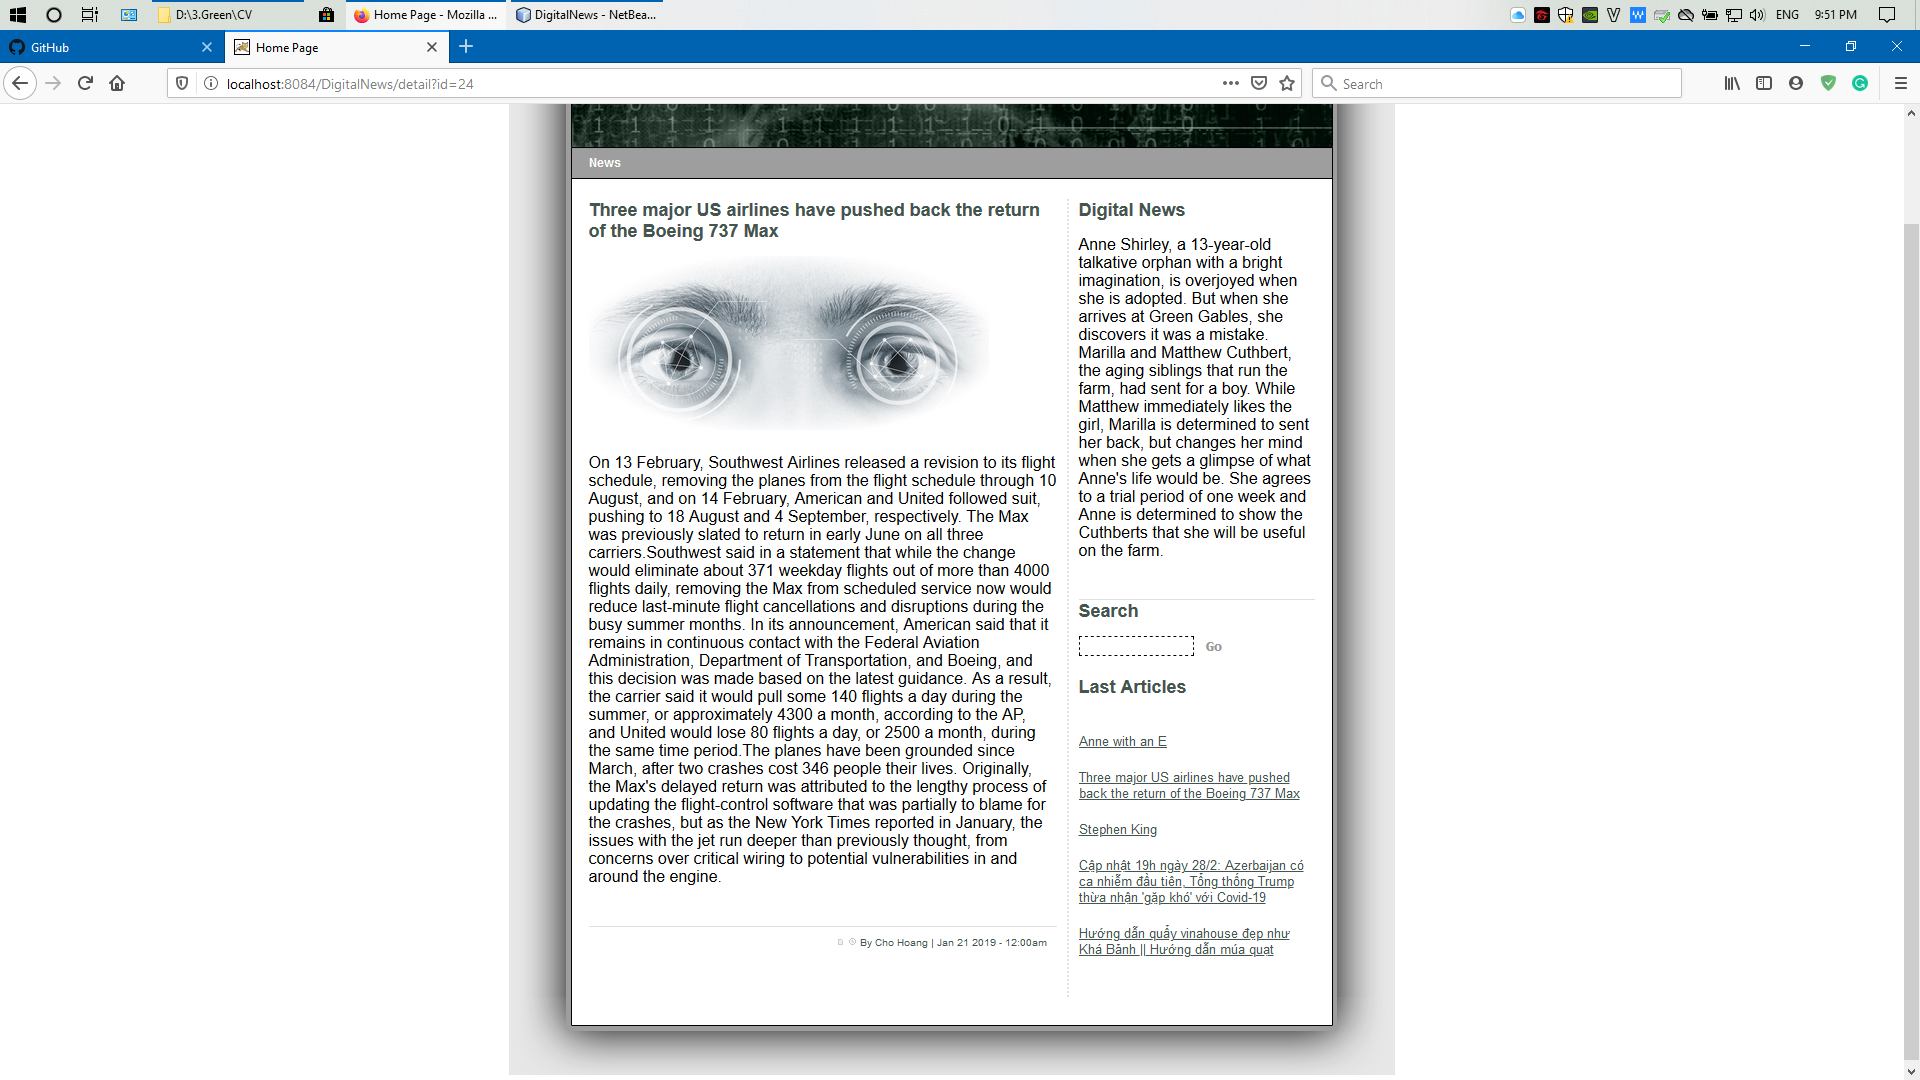 D:\3.Green\CV
Home Page - Mozilla ...
DigitalNews - NetBea...
ENG
9:51 PM
GitHub
Home Page
localhost:8084/DigitalNews/detail?id=24
Search
News
Three major US airlines have pushed back the return
of the Boeing 737 Max
On 13 February, Southwest Airlines released a revision to its flight
schedule, removing the planes from the flight schedule through 10
August, and on 14 February, American and United followed suit,
pushing to 18 August and 4 September, respectively. The Max
was previously slated to return in early June on all three
carriers.Southwest said in a statement that while the change
would eliminate about 371 weekday flights out of more than 4000
flights daily, removing the Max from scheduled service now would
reduce last-minute flight cancellations and disruptions during the
busy summer months. In its announcement, American said that it
remains in continuous contact with the Federal Aviation
Administration, Department of Transportation, and Boeing, and
this decision was made based on the latest guidance. As a result,
the carrier said it would pull some 140 flights a day during the
summer, or approximately 4300 a month, according to the AP,
and United would lose 80 flights a day, or 2500 a month, during
the same time period.The planes have been grounded since
March, after two crashes cost 346 people their lives. Originally,
the Max's delayed return was attributed to the lengthy process of
updating the flight-control software that was partially to blame for
the crashes, but as the New York Times reported in January, the
issues with the jet run deeper than previously thought, from
concerns over critical wiring to potential vulnerabilities in and
around the engine.
By Cho Hoang | Jan 21 2019 - 12:00am
Digital News
Anne Shirley, a 13-year-old
talkative orphan with a bright
imagination, is overjoyed when
she is adopted. But when she
arrives at Green Gables, she
discovers it was a mistake.
Marilla and Matthew Cuthbert,
the aging siblings that run the
farm, had sent for a boy. While
Matthew immediately likes the
girl, Marilla is determined to sent
her back, but changes her mind
when she gets a glimpse of what
Anne's life would be. She agrees
to a trial period of one week and
Anne is determined to show the
Cuthberts that she will be useful
on the farm.
Search
Go
Last Articles
Anne with an E
Three major US airlines have pushed
back the return of the Boeing 737 Max
Stephen King
Cập nhật 19h ngày 28/2: Azerbaijan có
ca nhiễm đầu tiên, Tổng thống Trump
thừa nhận 'gặp khó' với Covid-19
Hướng dẫn quẩy vinahouse đẹp như
Khá Bảnh || Hướng dẫn múa quạt